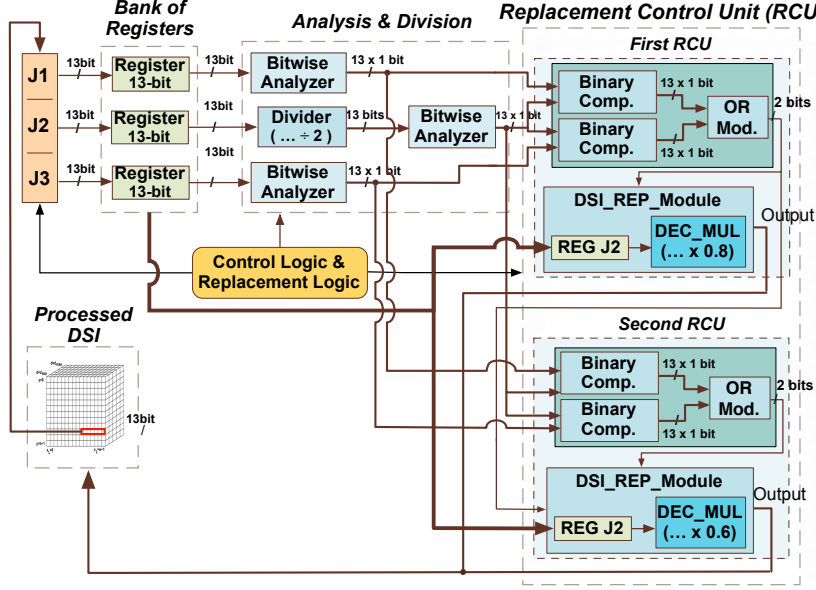 Replacement Control Unit (RCU
Bank of
Registers
Analysis & Division
First RCU
J1
J2
J3
13bit
Register
13-bit
13bit
Bitwise
Analyzer
13 x 1 bit
13bit
Register
13-bit
13bit
Divider
( ... ÷ 2 )
13 bits
Bitwise
Analyzer
13 x 1 bit
13bit
Register
13-bit
13bit
Bitwise
Analyzer
13 x 1 bit
Binary
Comp.
13 x 1 bit
Binary
Comp.
13 x 1 bit
OR
Mod.
2 bits
DSI_REP_Module
Output
REG J2
DEC_MUL
(... x 0.8)
Control Logic &
Replacement Logic
Processed
DSI
13bit
Second RCU
Binary
Comp.
13 x 1 bit
Binary
Comp.
13 x 1 bit
OR
Mod.
2 bits
DSI_REP_Module
Output
REG J2
DEC_MUL
(... x 0.6)